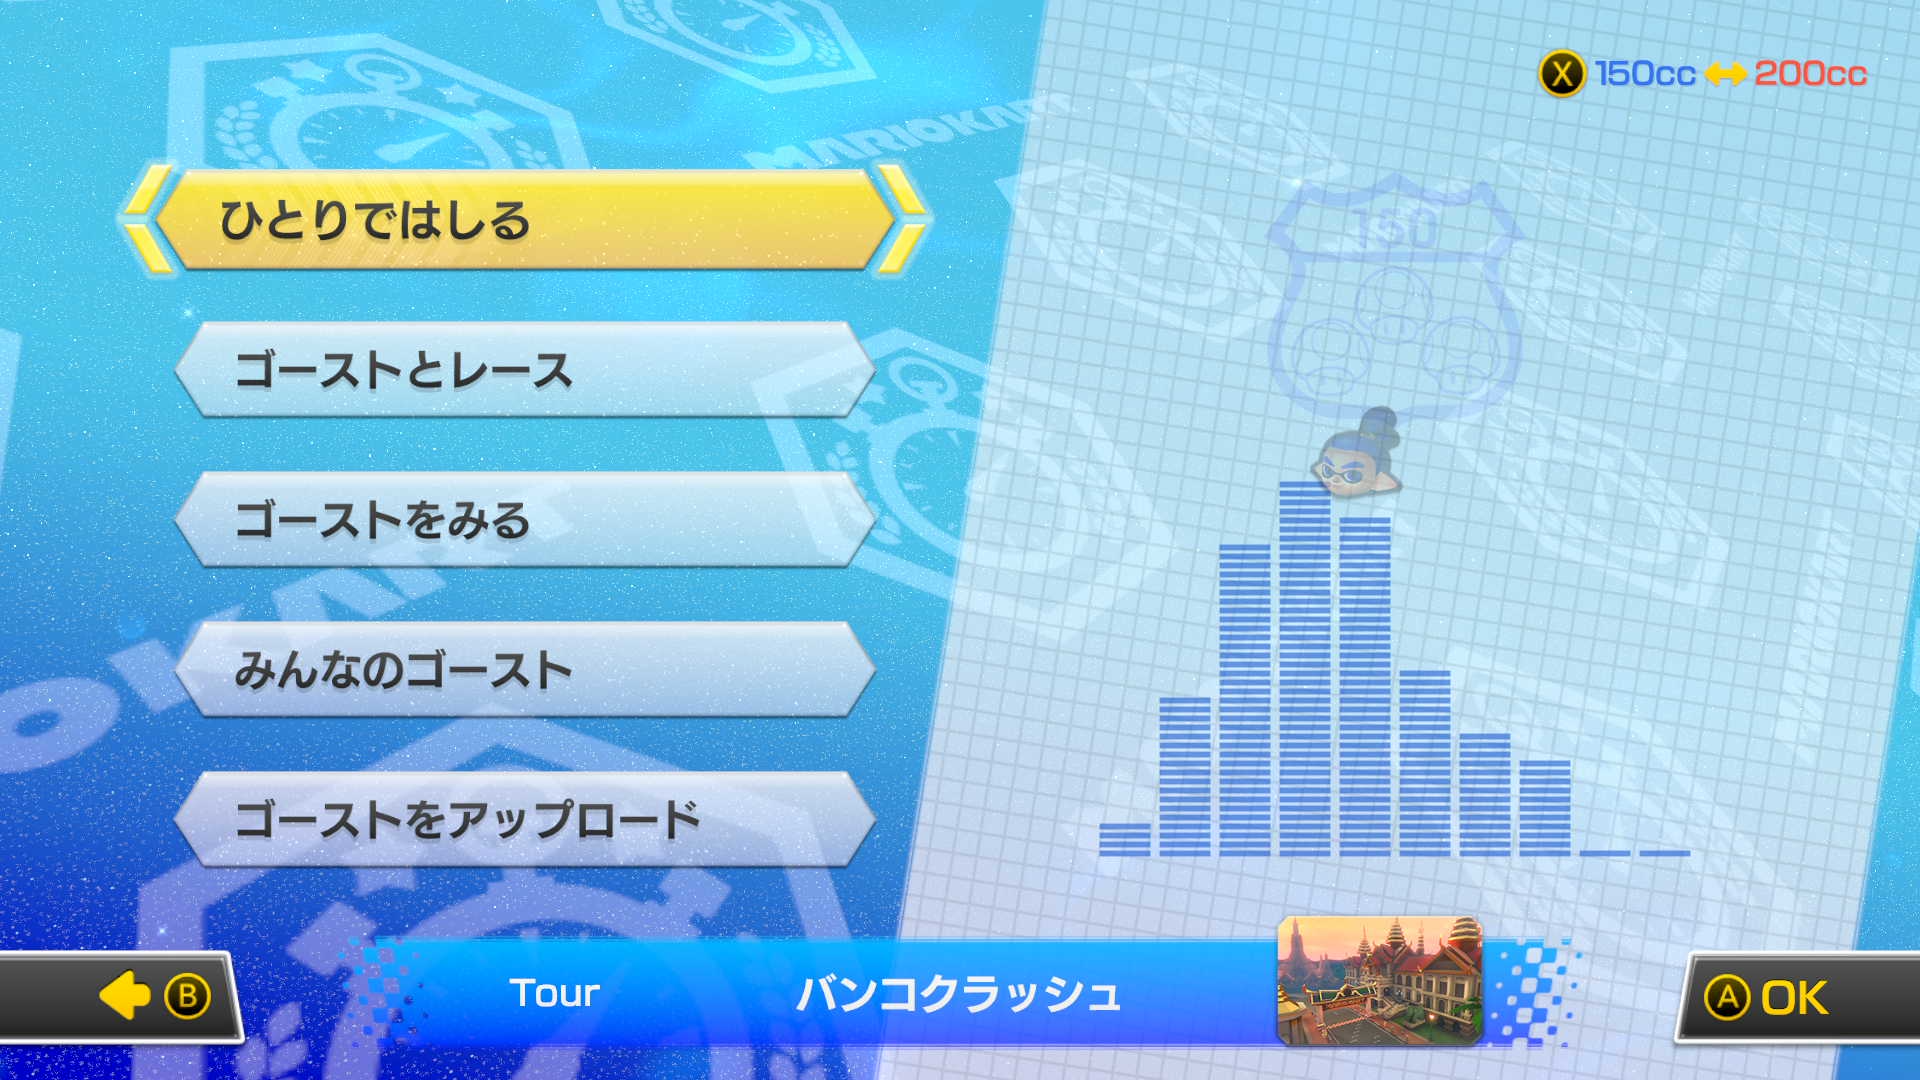 X 150cc ↔ 200cc
MARIOKART
150
ひとりではしる
ゴーストとレース
ゴーストをみる
みんなのゴースト
ゴーストをアップロード
B
Tour バンコクラッシュ
A OK